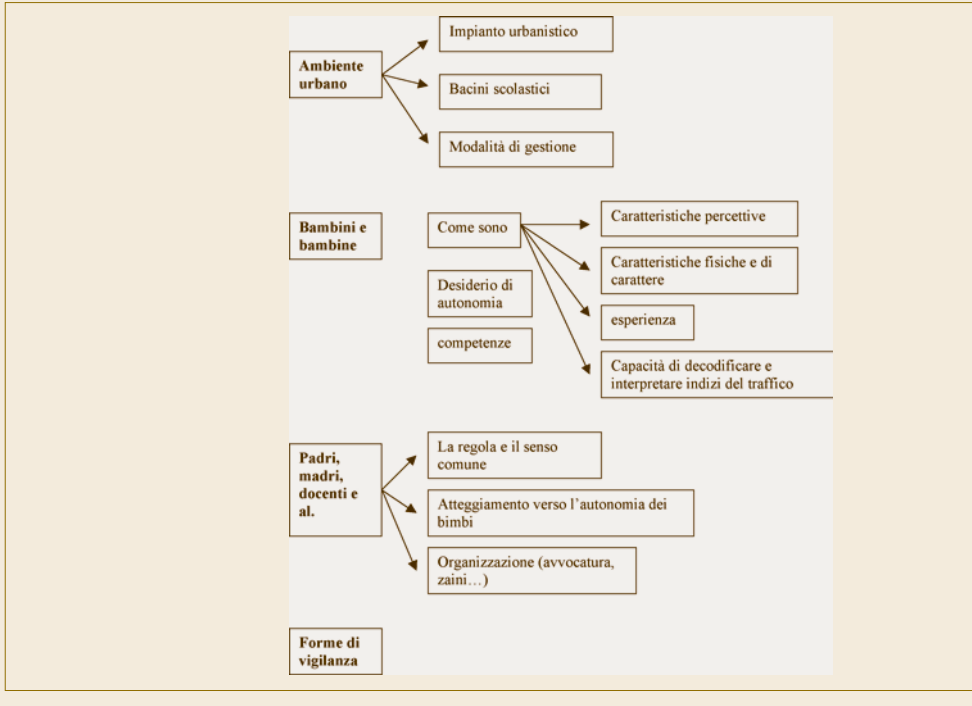 Impianto urbanistico
Ambiente
urbano
Bacini scolastici
Modalità di gestione
Bambini e
bambine
Come sono
Caratteristiche percettive
Caratteristiche fisiche e di
carattere
Desiderio di
autonomia
esperienza
competenze
Capacità di decodificare e
interpretare indizi del traffico
Padri,
madri,
docenti e
al.
La regola e il senso
comune
Atteggiamento verso l'autonomia dei
bimbi
Organizzazione (avvocatura,
zaini…)
Forme di
vigilanza